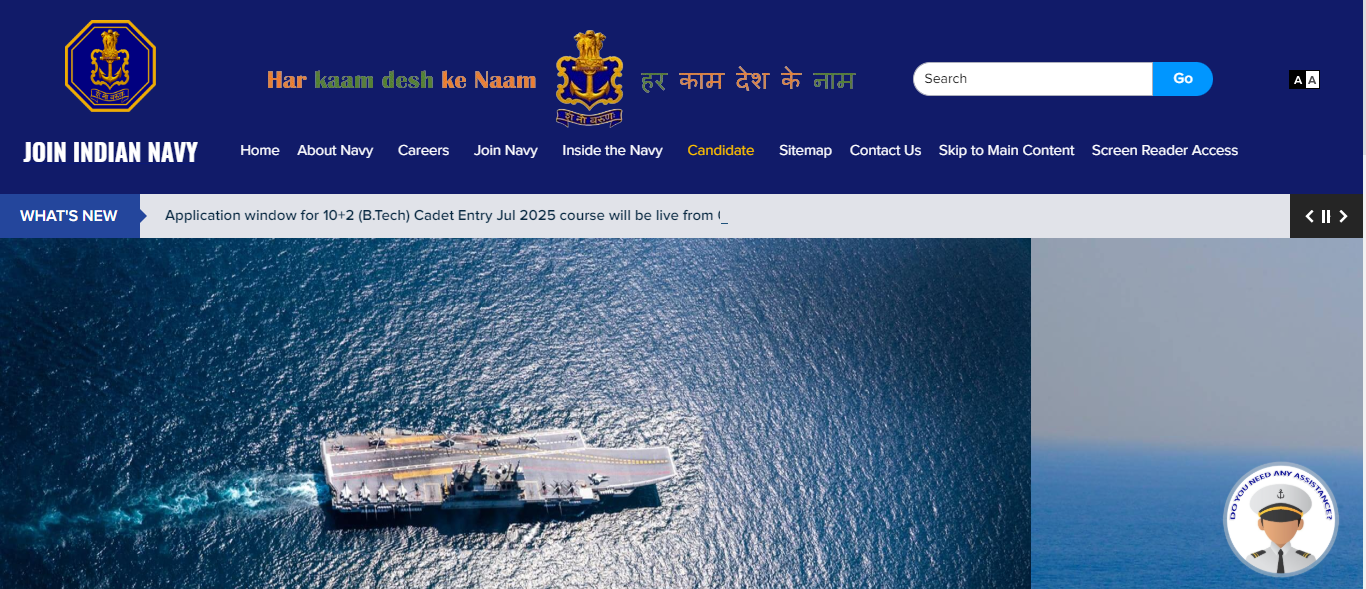 Har kaam desh ke Naam
हर काम देश के नाम
Search
Go
A A
JOIN INDIAN NAVY
Home About Navy Careers Join Navy Inside the Navy Candidate Sitemap Contact Us Skip to Main Content Screen Reader Access
WHAT'S NEW
Application window for 10+2 (B.Tech) Cadet Entry Jul 2025 course will be live from
DO YOU NEED ANY ASSISTANCE?
शं नो वरुणः